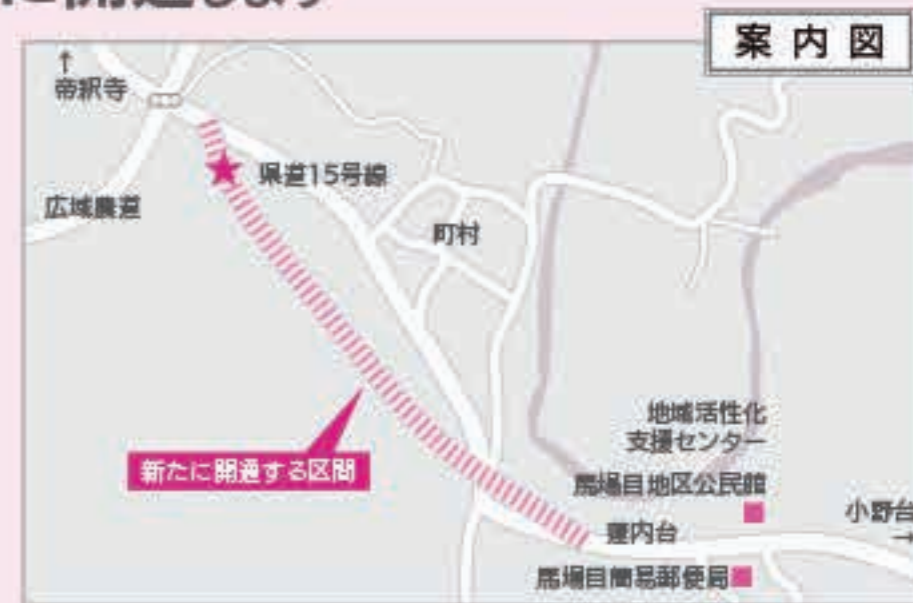 に開通します
案内図
↑
帝釈寺
県道15号線
広域農道
町村
新たに開通する区間
地域活性化
支援センター
馬場目地区公民館
小野台
→
蓬内台
馬場目簡易郵便局